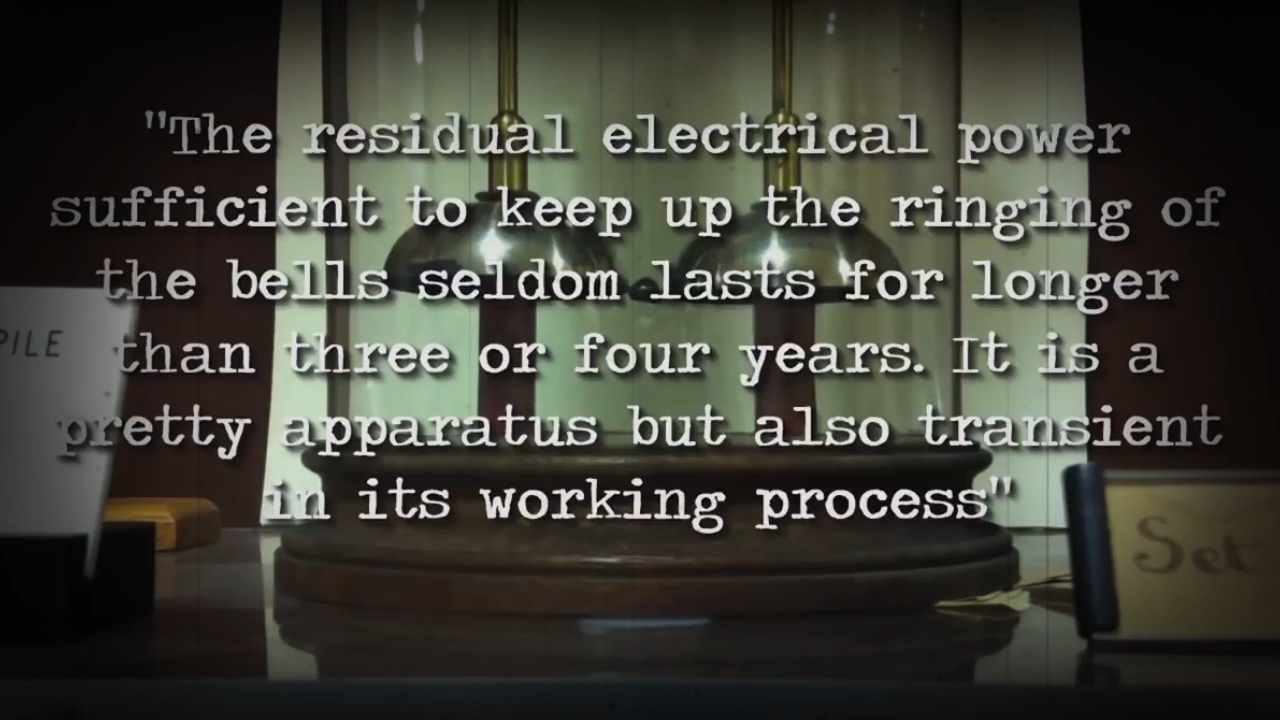 "The residual electrical power
sufficient to keep up the ringing of
the bells seldom lasts for longer
than three or four years. It is a
pretty apparatus but also transient
in its working process"
PILE
Set